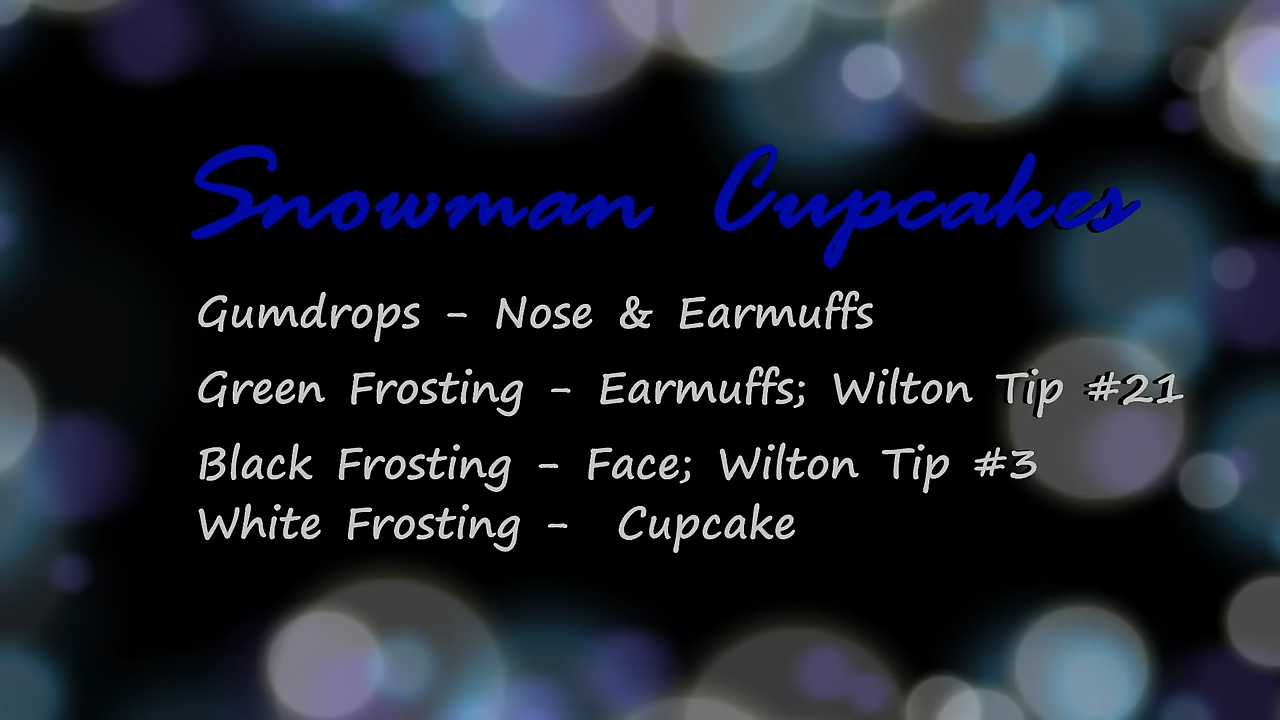 Snowman Cupcakes
Gumdrops - Nose & Earmuffs
Green Frosting - Earmuffs; Wilton Tip #21
Black Frosting - Face; Wilton Tip #3
White Frosting - Cupcake